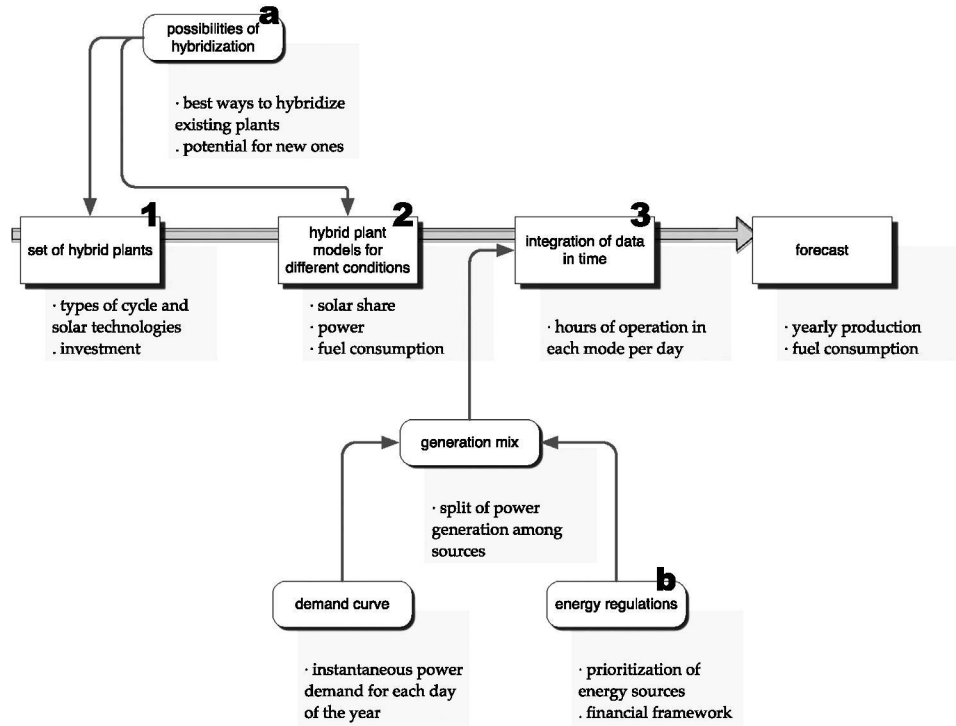 a
possibilities of
hybridization
· best ways to hybridize
existing plants
. potential for new ones
1
set of hybrid plants
· types of cycle and
solar technologies
. investment
2
hybrid plant
models for
different conditions
· solar share
· power
· fuel consumption
3
integration of data
in time
· hours of operation in
each mode per day
forecast
· yearly production
· fuel consumption
generation mix
· split of power
generation among
sources
demand curve
· instantaneous power
demand for each day
of the year
b
energy regulations
· prioritization of
energy sources
. financial framework